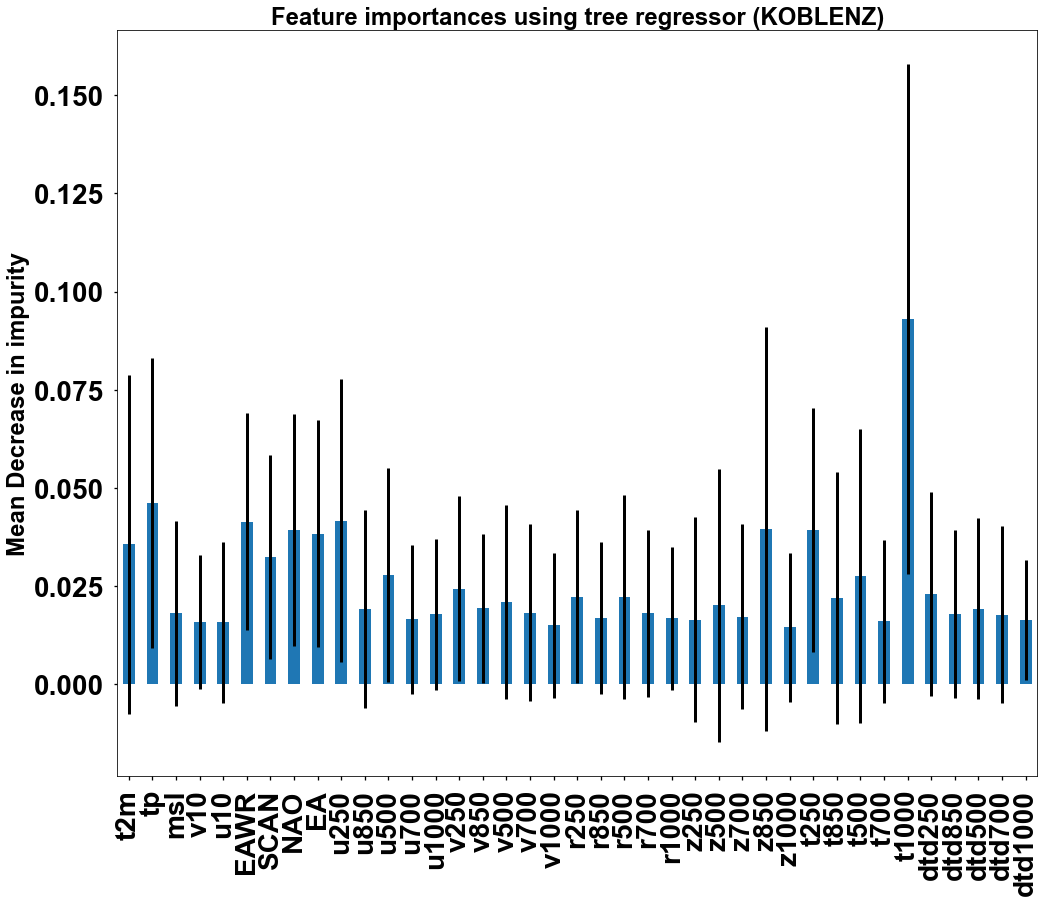 Feature importances using tree regressor (KOBLENZ)
Mean Decrease in impurity
0.150
0.125
0.100
0.075
0.050
0.025
0.000
t2m
tp
msl
v10
u10
EAWR
SCAN
NAO
EA
u250
u850
u500
u700
u1000
v250
v850
v500
v700
v1000
r250
r850
r500
r700
r1000
z250
z500
z700
z850
z1000
t250
t850
t500
t700
t1000
dtd250
dtd850
dtd500
dtd700
dtd1000